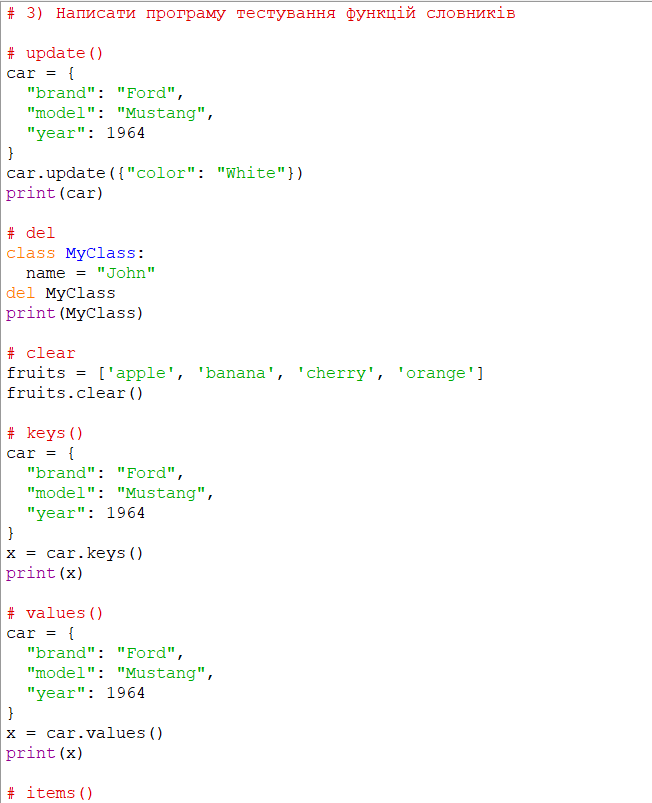 # 3) Написати програму тестування функцій словників
# update()
car = {
  "brand": "Ford",
  "model": "Mustang",
  "year": 1964
}
car.update({"color": "White"})
print(car)
# del
class MyClass:
  name = "John"
del MyClass
print(MyClass)
# clear
fruits = ['apple', 'banana', 'cherry', 'orange']
fruits.clear()
# keys()
car = {
  "brand": "Ford",
  "model": "Mustang",
  "year": 1964
}
x = car.keys()
print(x)
# values()
car = {
  "brand": "Ford",
  "model": "Mustang",
  "year": 1964
}
x = car.values()
print(x)
# items()